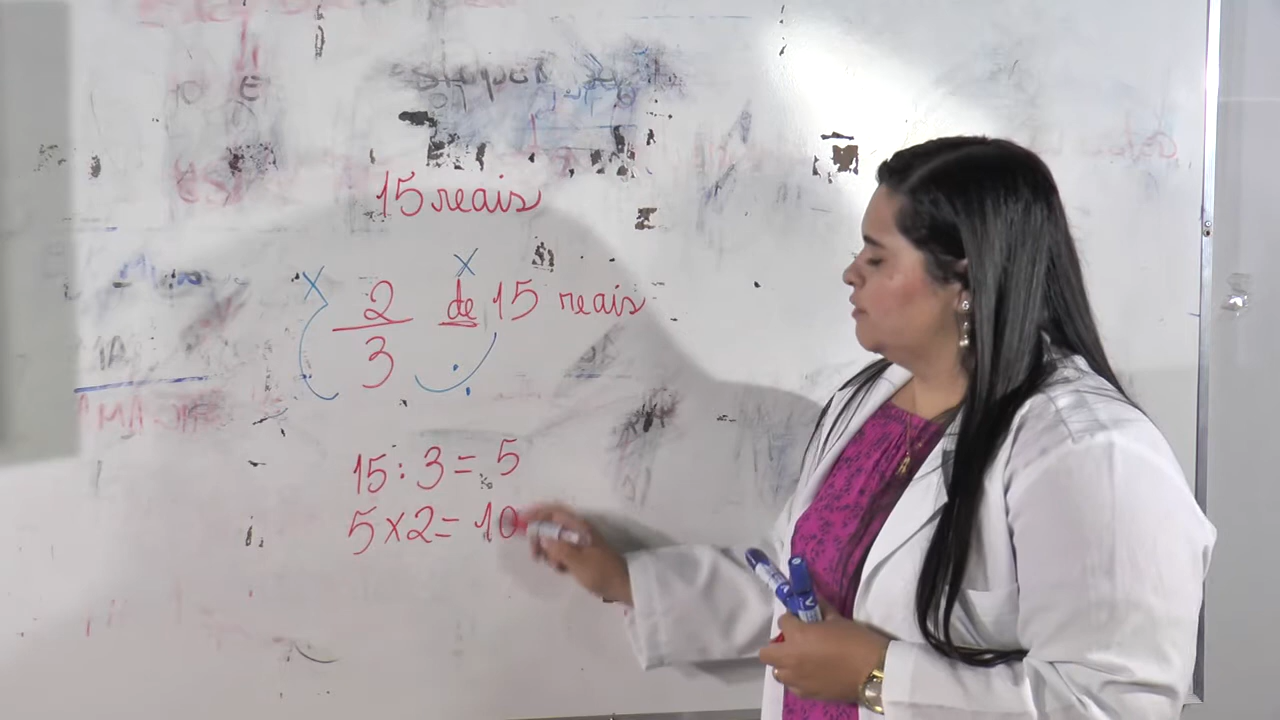 15 reais
x x
2/3 de 15 reais
15 : 3 = 5
5 x 2 = 10